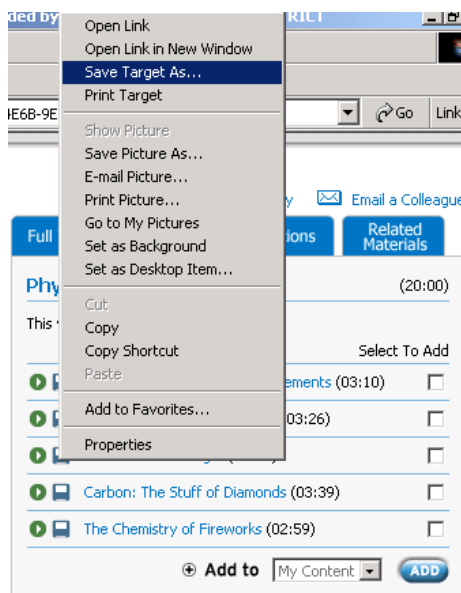 ded by
Open Link
Open Link in New Window
Save Target As...
Print Target
E6B-9E
Go Link
Show Picture
Save Picture As...
E-mail Picture...
Print Picture...
y Email a Colleague
Go to My Pictures
Set as Background
Set as Desktop Item...
Full ions Related
Materials
Phy (20:00)
Cut
This
Copy
Copy Shortcut
Select To Add
Paste
ements (03:10)
Add to Favorites...
03:26)
Properties
Carbon: The Stuff of Diamonds (03:39)
The Chemistry of Fireworks (02:59)
Add to My Content ADD